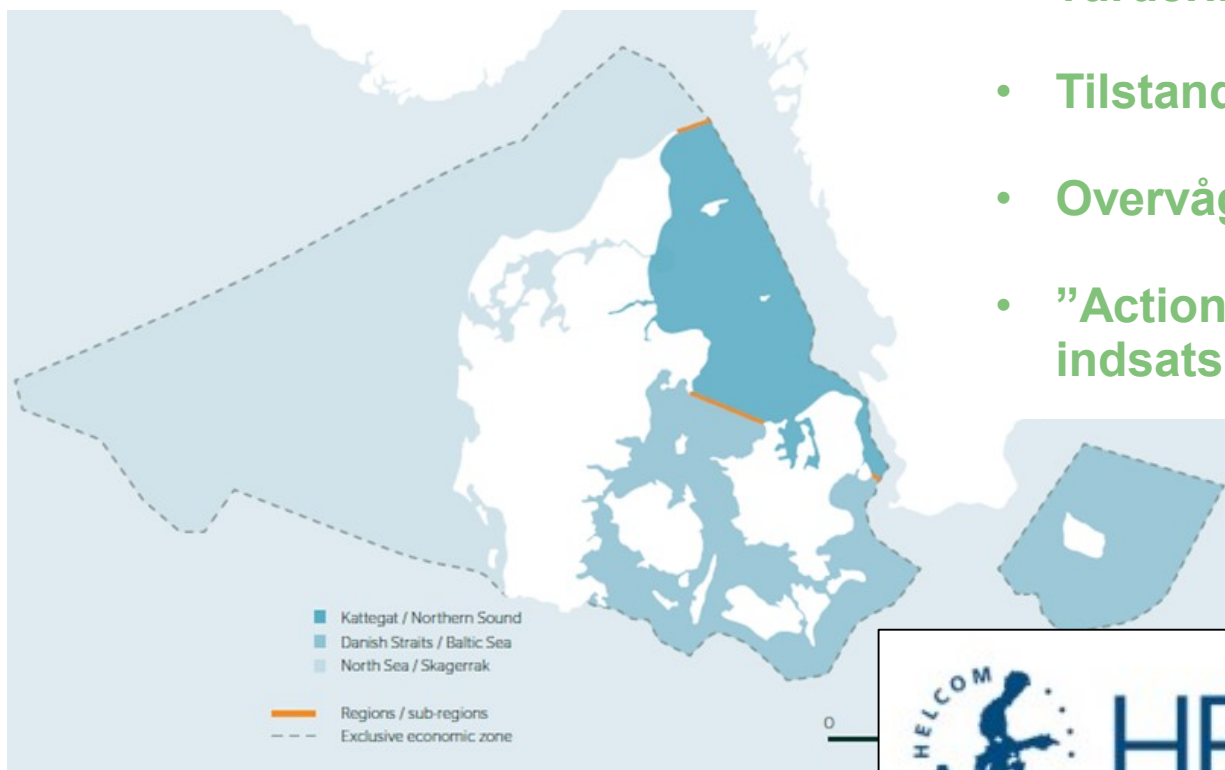 • Tilstand
• Overvåg
• ”Action
indsats
Kattegat / Northern Sound
Danish Straits / Baltic Sea
North Sea / Skagerrak
Regions / sub-regions
Exclusive economic zone
0
HELCOM